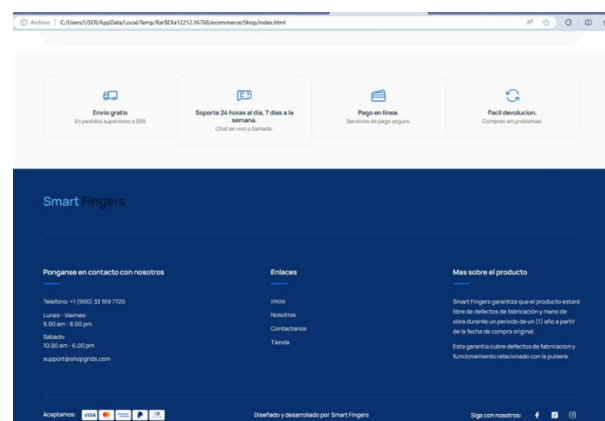 Archivo | C:/Users/USER/AppData/Local/Temp/Rar$EXa12212.16768/ecommerce/Shop/index.html
Envio gratis
En pedidos superiores a $99
Soporte 24 horas al dia, 7 dias a la
semana.
Chat en vivo o llamada.
Pago en linea.
Servicios de pago seguro.
Facil devolucion.
Compras sin problemas.
Smart Fingers
Ponganse en contacto con nosotros
Telefono: +1 (900) 33 169 7720
Lunes - Viernes:
9.00 am - 8.00 pm
Sabado:
10.00 am - 6.00 pm
support@shopgrids.com
Enlaces
Inicio
Nosotros
Contactanos
Tienda
Mas sobre el producto
Smart Fingers garantiza que el producto estará
libre de defectos de fabricación y mano de
obra durante un periodo de un (1) año a partir
de la fecha de compra original.
Esta garantia cubre defectos de fabricacion y
funcionamiento relacionado con la pulsera.
Aceptamos: VISA
Diseñado y desarrollado por Smart Fingers
Siga con nosotros: